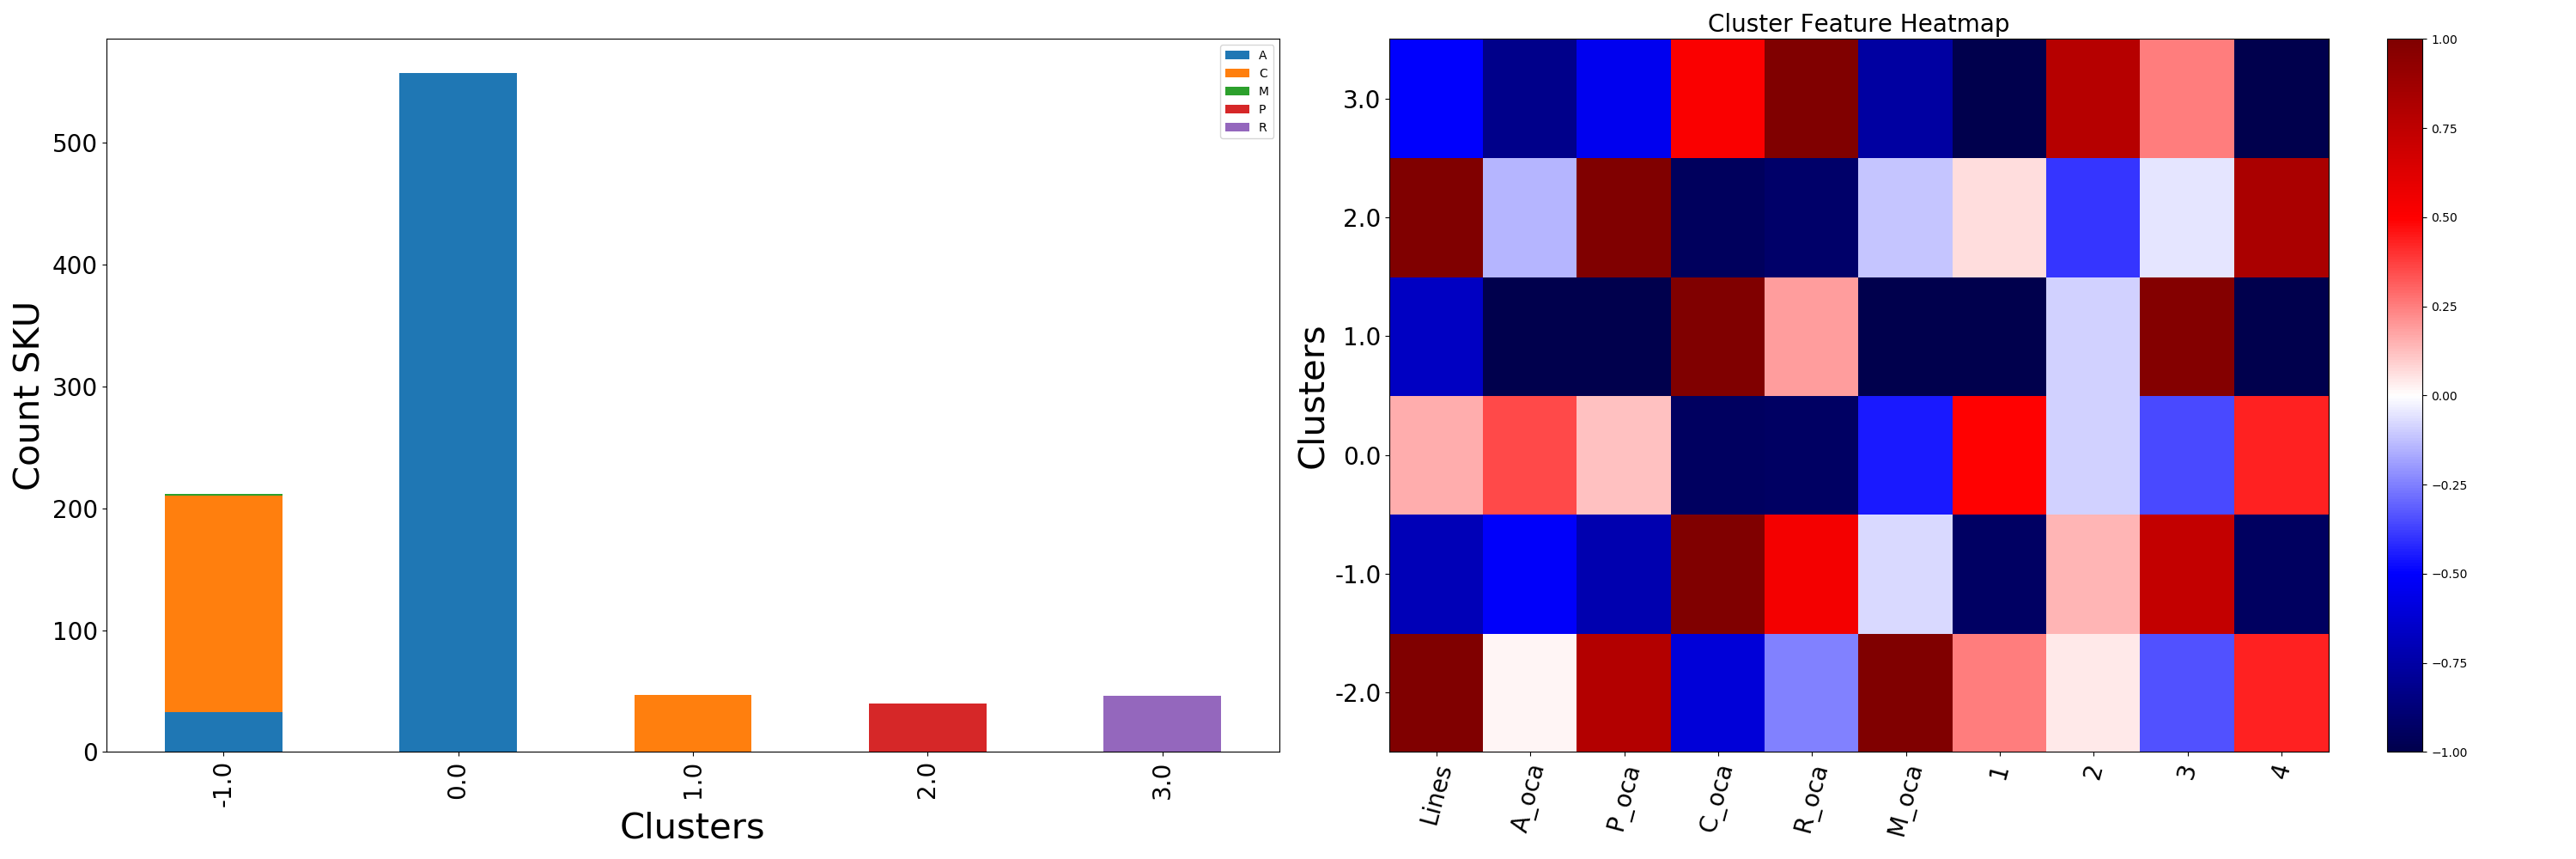 Count SKU
500
400
300
200
100
0
-1.0
0.0
1.0
2.0
3.0
Clusters
A
C
M
P
R
Cluster Feature Heatmap
Clusters
3.0
2.0
1.0
0.0
-1.0
-2.0
Lines
A_oca
P_oca
C_oca
R_oca
M_oca
1
2
3
4
1.00
0.75
0.50
0.25
0.00
−0.25
−0.50
−0.75
−1.00